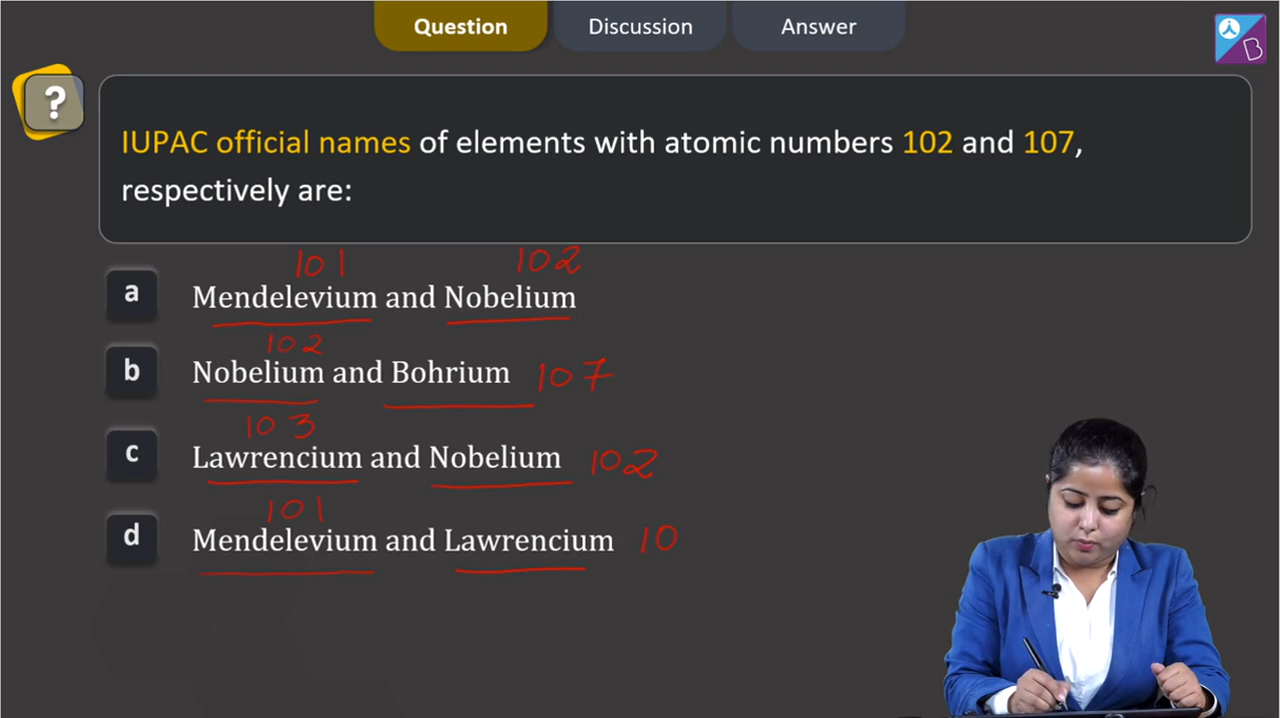 Question Discussion Answer
B
?
IUPAC official names of elements with atomic numbers 102 and 107,
respectively are:
101 102
a Mendelevium and Nobelium
102
b Nobelium and Bohrium 107
103
c Lawrencium and Nobelium 102
101
d Mendelevium and Lawrencium 10